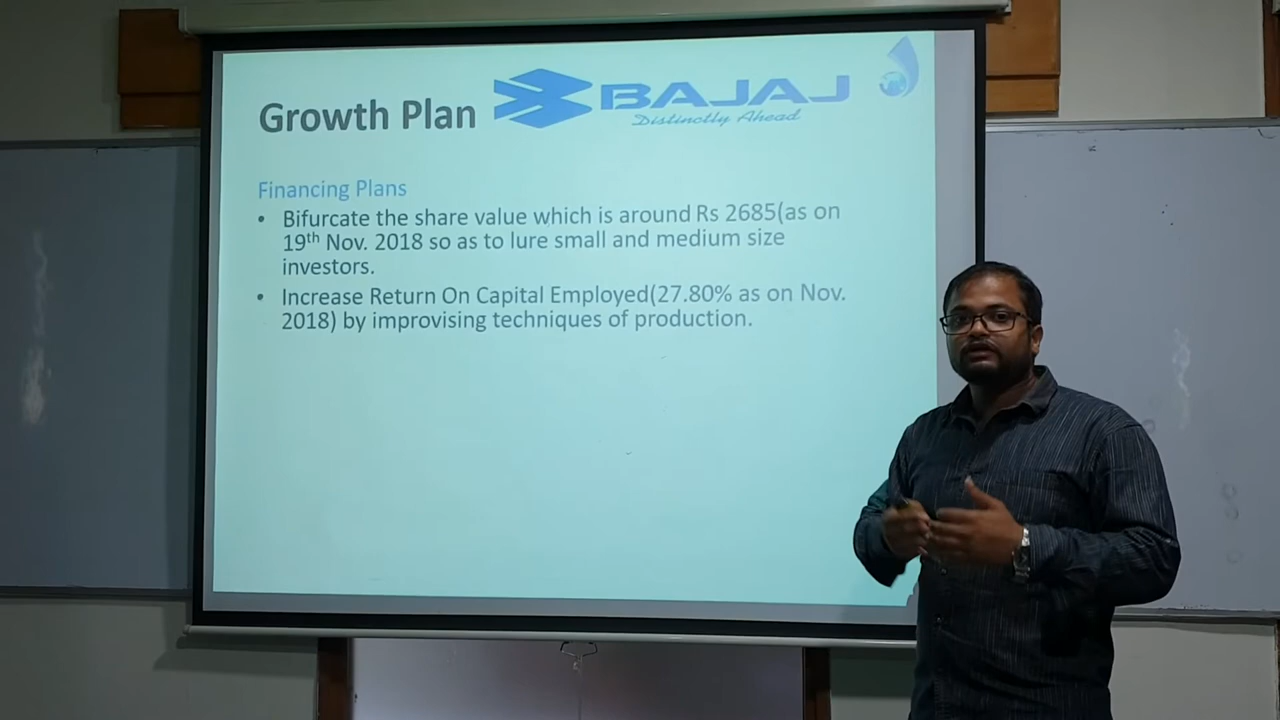 Growth Plan
BAJAJ
Distinctly Ahead
Financing Plans
• Bifurcate the share value which is around Rs 2685(as on
19th Nov. 2018 so as to lure small and medium size
investors.
• Increase Return On Capital Employed(27.80% as on Nov.
2018) by improvising techniques of production.